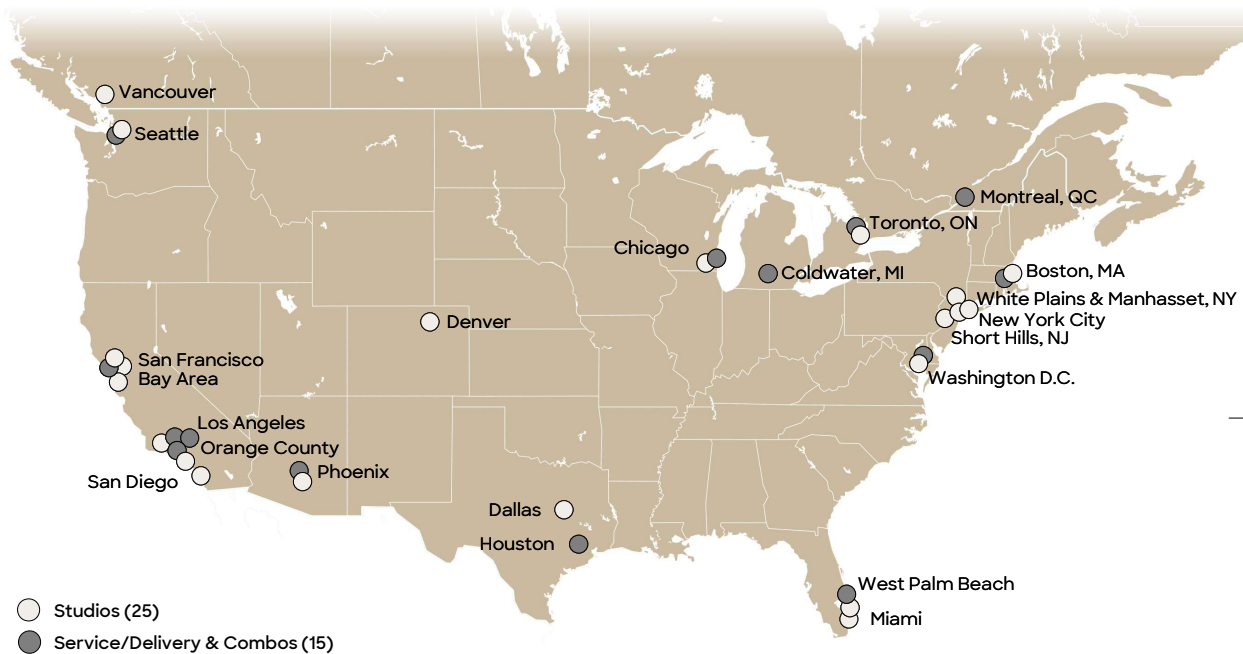 Vancouver
Seattle
Montreal, QC
Toronto, ON
Chicago
Coldwater, MI
Boston, MA
White Plains & Manhasset, NY
New York City
Short Hills, NJ
Denver
San Francisco
Bay Area
Washington D.C.
Los Angeles
Orange County
Phoenix
San Diego
Dallas
Houston
West Palm Beach
Miami
Studios (25)
Service/Delivery & Combos (15)